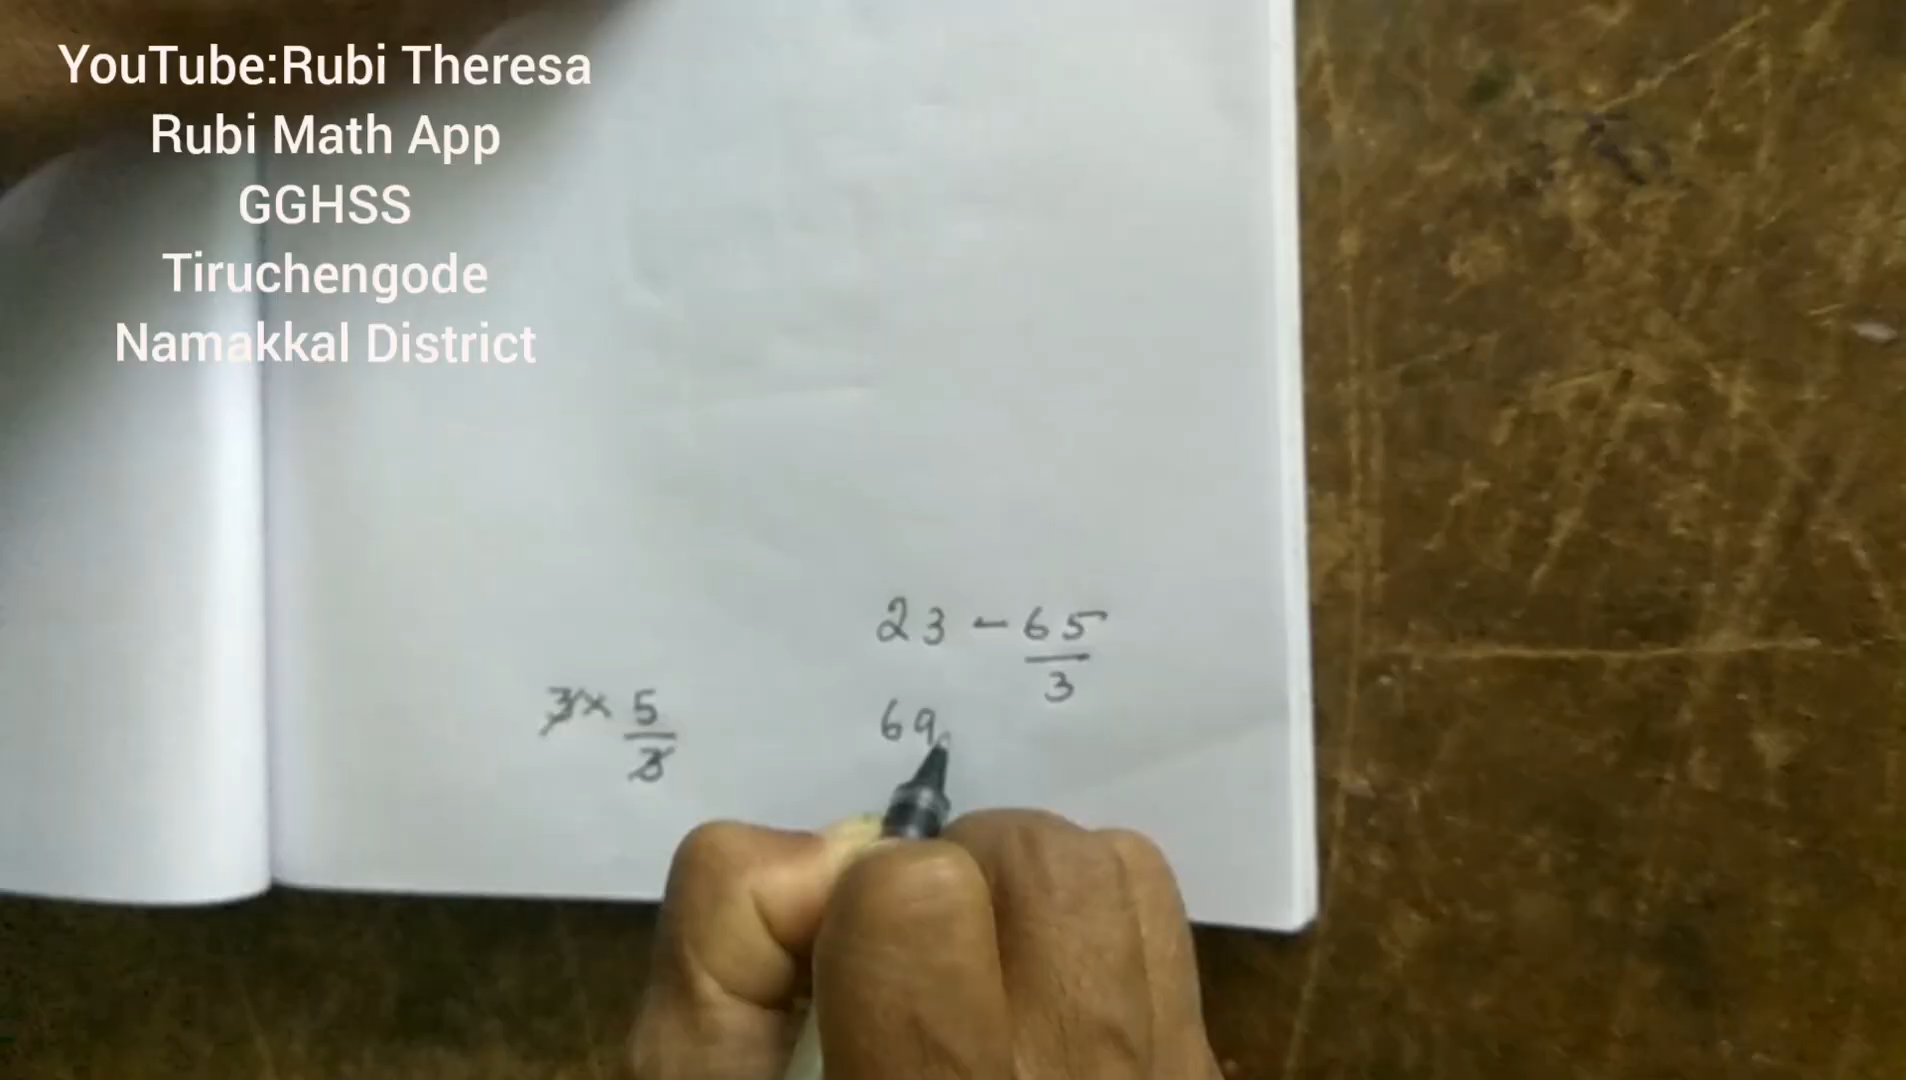 YouTube:Rubi Theresa
Rubi Math App
GGHSS
Tiruchengode
Namakkal District
23 - 65/3
3 × 5/3
69